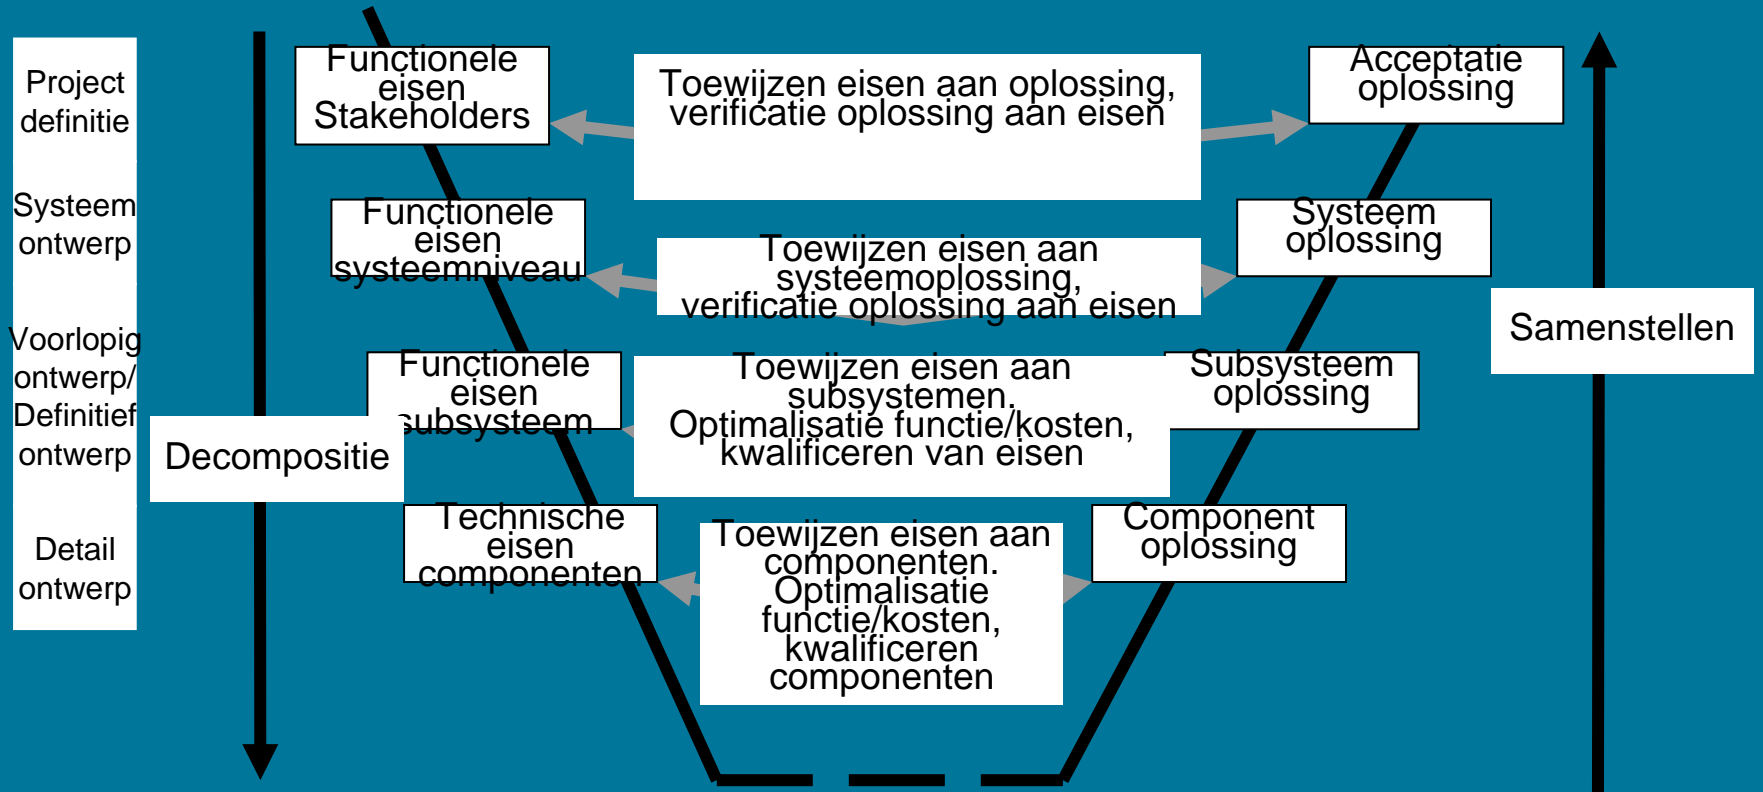 Project
definitie
Systeem
ontwerp
Voorlopig
ontwerp/
Definitief
ontwerp
Detail
ontwerp
Decompositie
Functionele
eisen
Stakeholders
Functionele
eisen
systeemniveau
Functionele
eisen
subsysteem
Technische
eisen
componenten
Toewijzen eisen aan oplossing,
verificatie oplossing aan eisen
Toewijzen eisen aan
systeemoplossing,
verificatie oplossing aan eisen
Toewijzen eisen aan
subsystemen.
Optimalisatie functie/kosten,
kwalificeren van eisen
Toewijzen eisen aan
componenten.
Optimalisatie
functie/kosten,
kwalificeren
componenten
Acceptatie
oplossing
Systeem
oplossing
Subsysteem
oplossing
Component
oplossing
Samenstellen